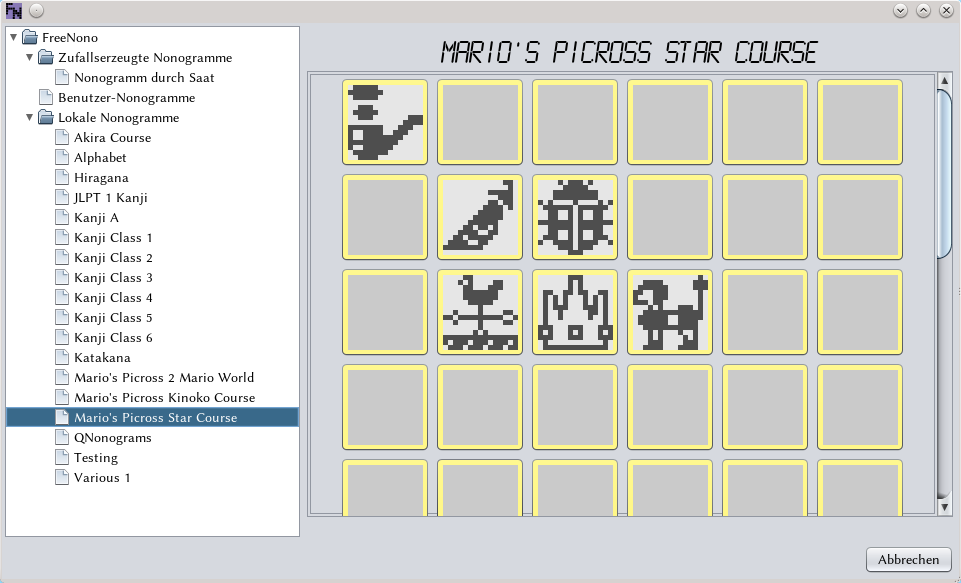 FN
FreeNono
Zufallserzeugte Nonogramme
Nonogramm durch Saat
Benutzer-Nonogramme
Lokale Nonogramme
Akira Course
Alphabet
Hiragana
JLPT 1 Kanji
Kanji A
Kanji Class 1
Kanji Class 2
Kanji Class 3
Kanji Class 4
Kanji Class 5
Kanji Class 6
Katakana
Mario's Picross 2 Mario World
Mario's Picross Kinoko Course
Mario's Picross Star Course
QNonograms
Testing
Various 1
MARIO'S PICROSS STAR COURSE
Abbrechen